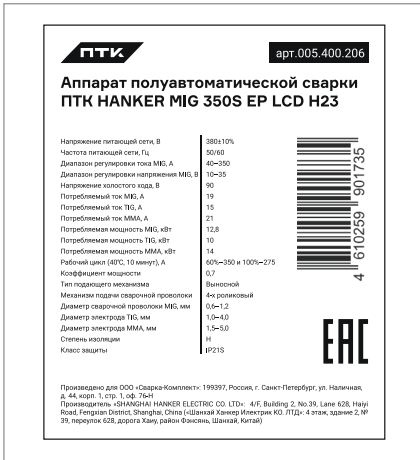 ПТК
арт.005.400.206
Аппарат полуавтоматической сварки
ПТК HANKER MIG 350S EP LCD H23
Напряжение питающей сети, В 380±10%
Частота питающей сети, Гц 50/60
Диапазон регулировки тока MIG, А 40–350
Диапазон регулировки напряжения MIG, В 10–35
Напряжение холостого хода, В 90
Потребляемый ток MIG, А 19
Потребляемый ток TIG, А 15
Потребляемый ток ММА, А 21
Потребляемая мощность MIG, кВт 12,8
Потребляемая мощность TIG, кВт 10
Потребляемая мощность ММА, кВт 14
Рабочий цикл (40°C, 10 минут), А 60%–350 и 100%–275
Коэффициент мощности 0,7
Тип подающего механизма Выносной
Механизм подачи сварочной проволоки 4-х роликовый
Диаметр сварочной проволоки MIG, мм 0,6–1,2
Диаметр электрода TIG, мм 1,0–4,0
Диаметр электрода ММА, мм 1,5–5,0
Степень изоляции H
Класс защиты IP21S
4 610259 901735
EAC
Произведено для ООО «Сварка-Комплект»: 199397, Россия, г. Санкт-Петербург, ул. Наличная,
д. 44, корп. 1, стр. 1, оф. 76-Н
Производитель «SHANGHAI HANKER ELECTRIC CO. LTD»: 4/F, Building 2, No.39, Lane 628, Haiyi
Road, Fengxian District, Shanghai, China («Шанхай Ханкер Илектрик КО. ЛТД»: 4 этаж, здание 2, №
39, переулок 628, дорога Хаиу, район Фэнсянь, Шанхай, Китай)